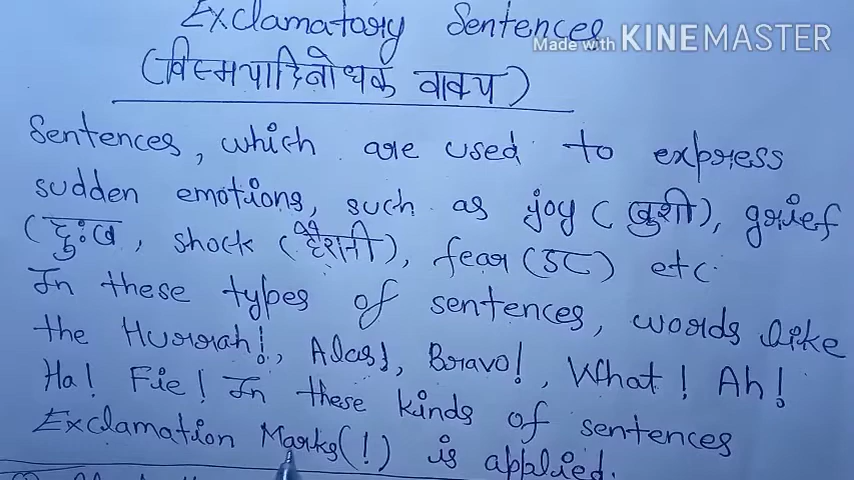 Exclamatory Sentences
Made with KINEMASTER
(विस्मयादिबोधक वाक्य)
Sentences, which are used to express
sudden emotions, such as joy (खुशी), grief
(दुःख, shock (हैरानी), fear (डर) etc.
In these types of sentences, words like
the Hurrah!, Alas!, Bravo!, What! Ah!
Ha! Fie! In these kinds of sentences
Exclamation Marks(!) is applied.